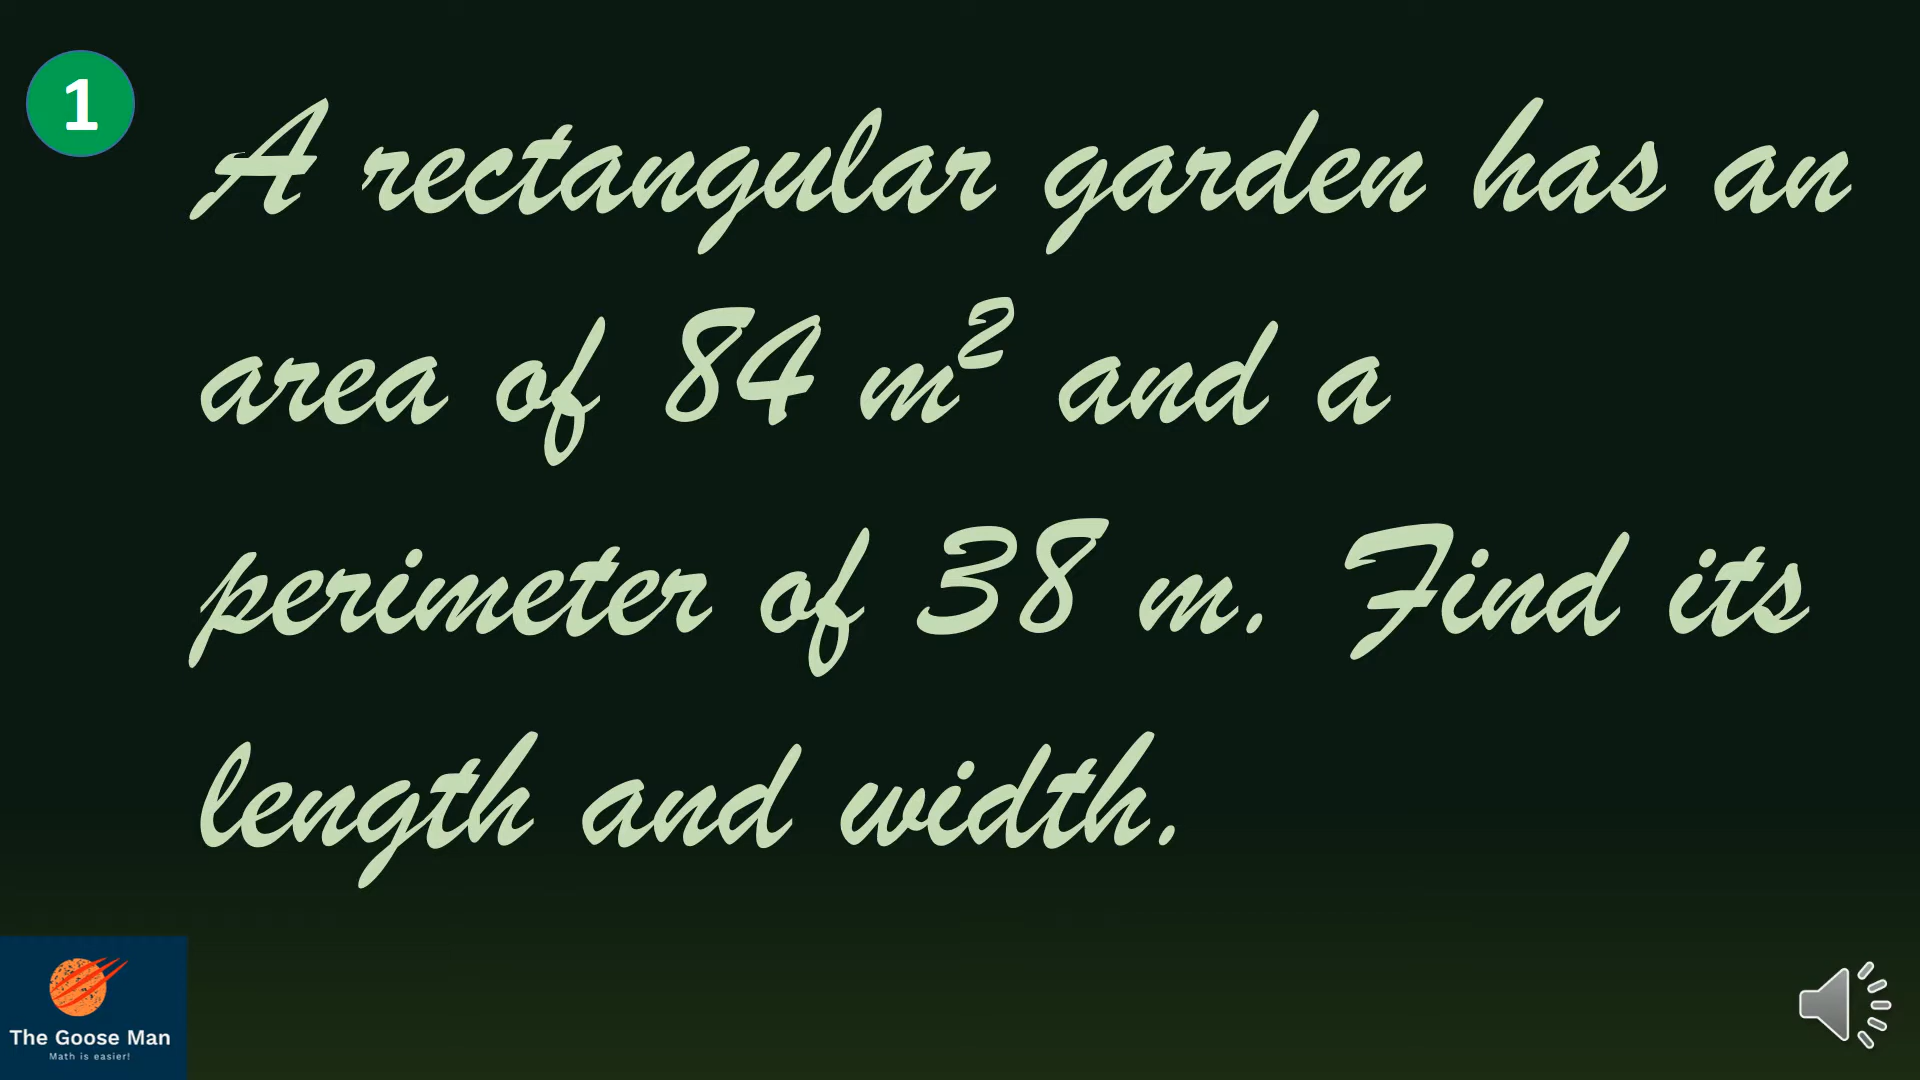 1
A rectangular garden has an
area of 84 m² and a
perimeter of 38 m. Find its
length and width.
The Goose Man
Math is easier!